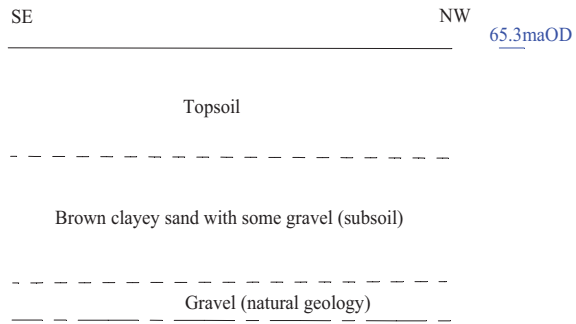 SE NW
65.3maOD
Topsoil
Brown clayey sand with some gravel (subsoil)
Gravel (natural geology)